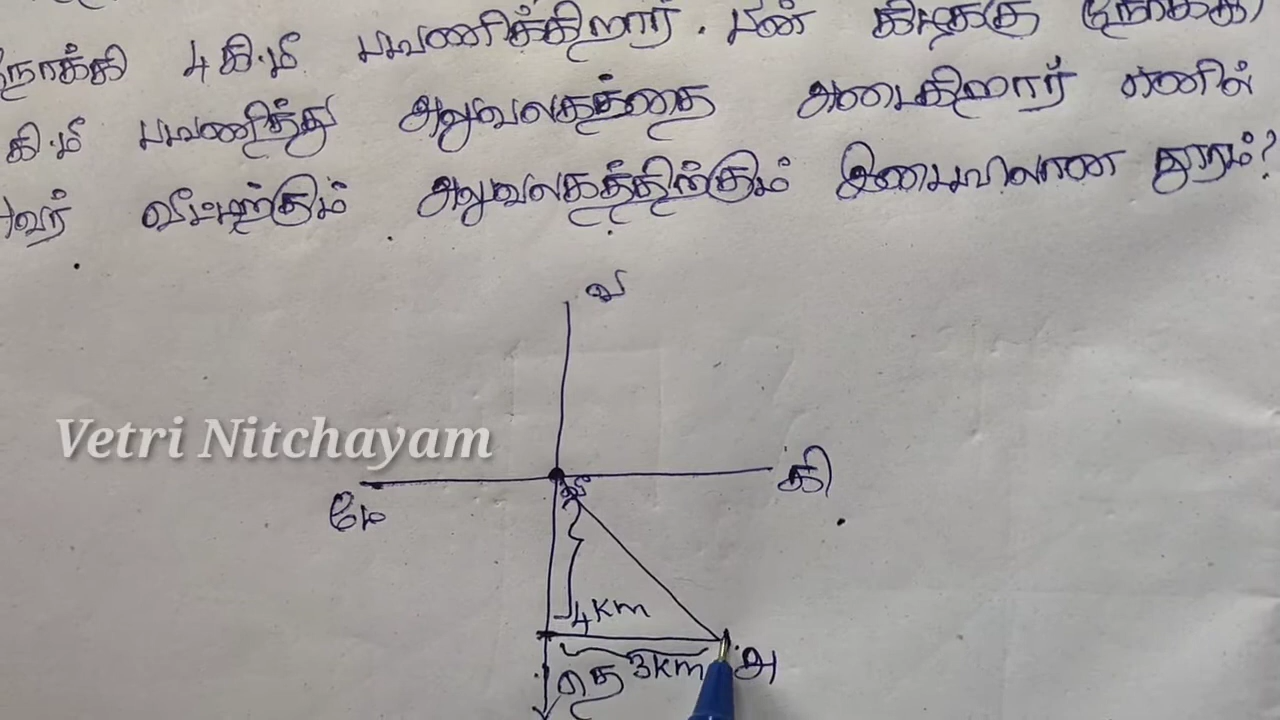 நோக்கி 4 கி.மீ பயணிக்கிறார். பின் கிழக்கு நோக்கி
கி.மீ பயணித்து அலுவலகத்தை அடைகிறார் எனில்
அவர் வீட்டிற்கும் அலுவலகத்திற்கும் இடையிலான தூரம்?
வ
Vetri Nitchayam
கி
மே
வீ
4km
3km
அ
தெ